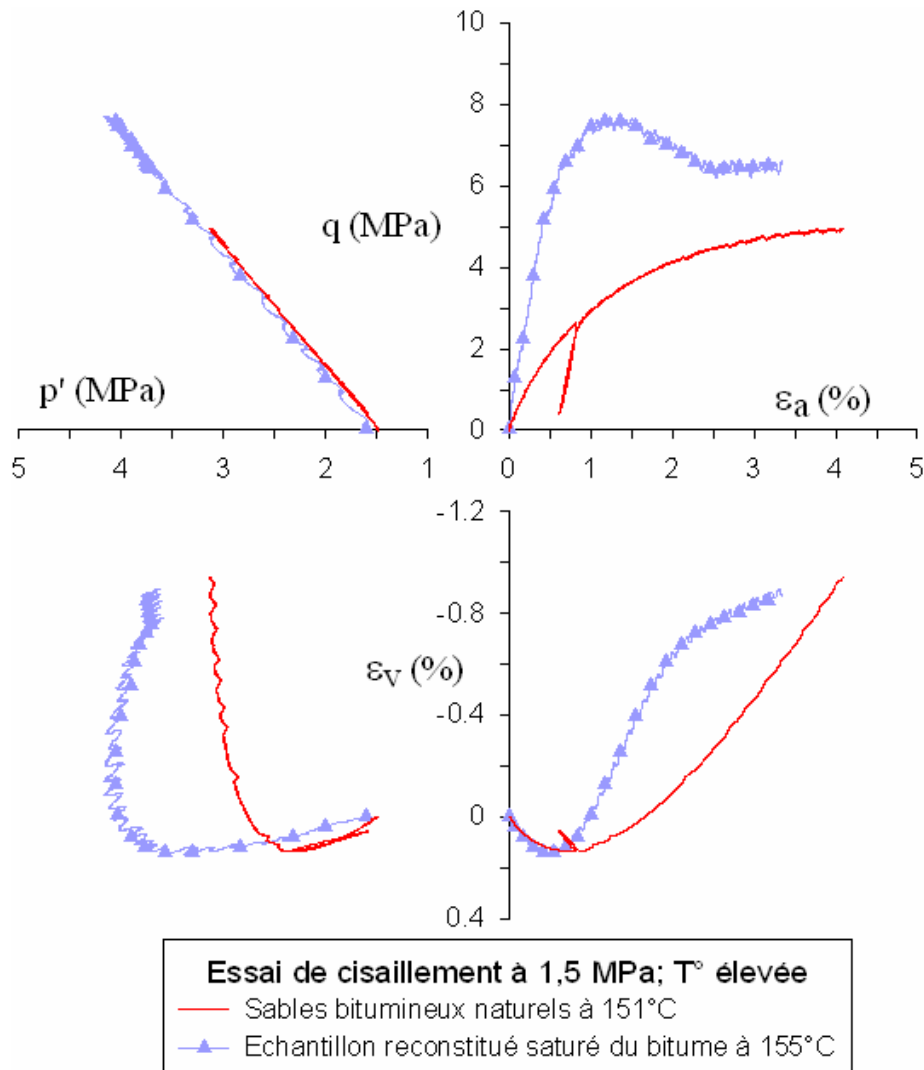 10
8
q (MPa)
6
4
p' (MPa)
2
εa (%)
0
5 4 3 2 1
0 1 2 3 4 5
-1.2
-0.8
εv (%)
-0.4
0
0.4
Essai de cisaillement à 1,5 MPa; T° élevée
Sables bitumineux naturels à 151°C
Echantillon reconstitué saturé du bitume à 155°C